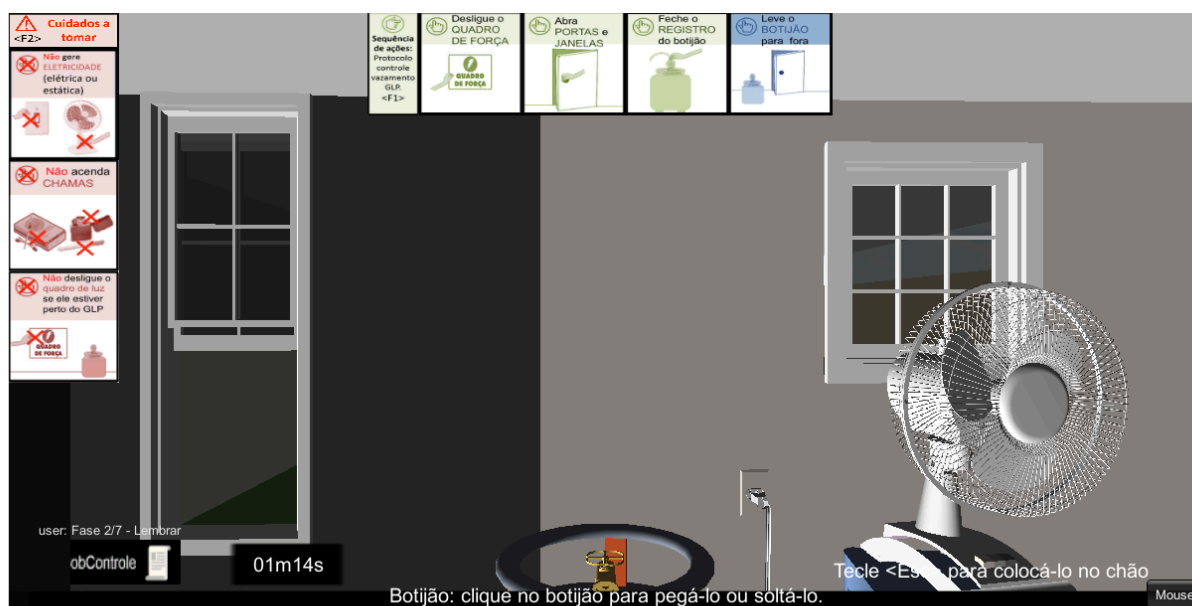 Cuidados a
<F2> tomar
Não gere
ELETRICIDADE
(elétrica ou
estática)
Não acenda
CHAMAS
Não desligue o
quadro de luz
se ele estiver
perto do GLP
QUADRO
DE FORÇA
Sequência
de ações:
Protocolo
controle
vazamento
GLP.
<F1>
Desligue o
QUADRO
DE FORÇA
QUADRO
DE FORÇA
Abra
PORTAS e
JANELAS
Feche o
REGISTRO
do botijão
Leve o
BOTIJÃO
para fora
user: Fase 2/7 - Lembrar
obControle
01m14s
Tecle <Esc> para colocá-lo no chão
Botijão: clique no botijão para pegá-lo ou soltá-lo.
Mouse